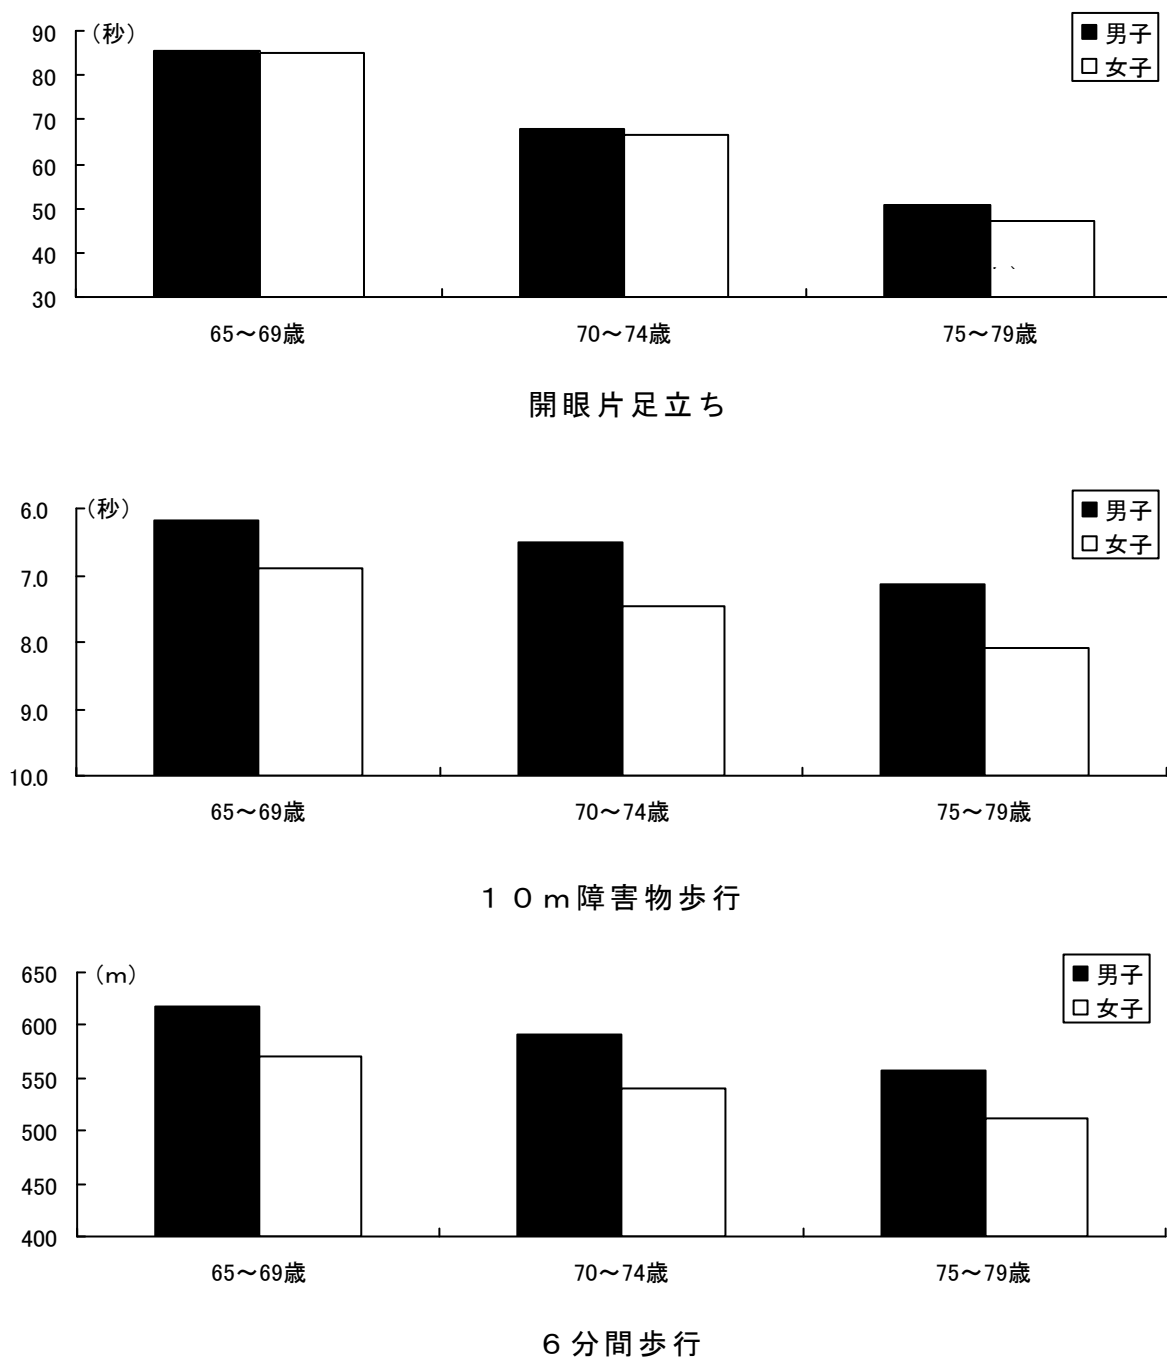 90
(秒)
80
70
60
50
40
30
■ 男子
□ 女子
65～69歳
70～74歳
75～79歳
開眼片足立ち
6.0
(秒)
7.0
8.0
9.0
10.0
■ 男子
□ 女子
65～69歳
70～74歳
75～79歳
１０ｍ障害物歩行
650
(m)
600
550
500
450
400
■ 男子
□ 女子
65～69歳
70～74歳
75～79歳
６分間歩行